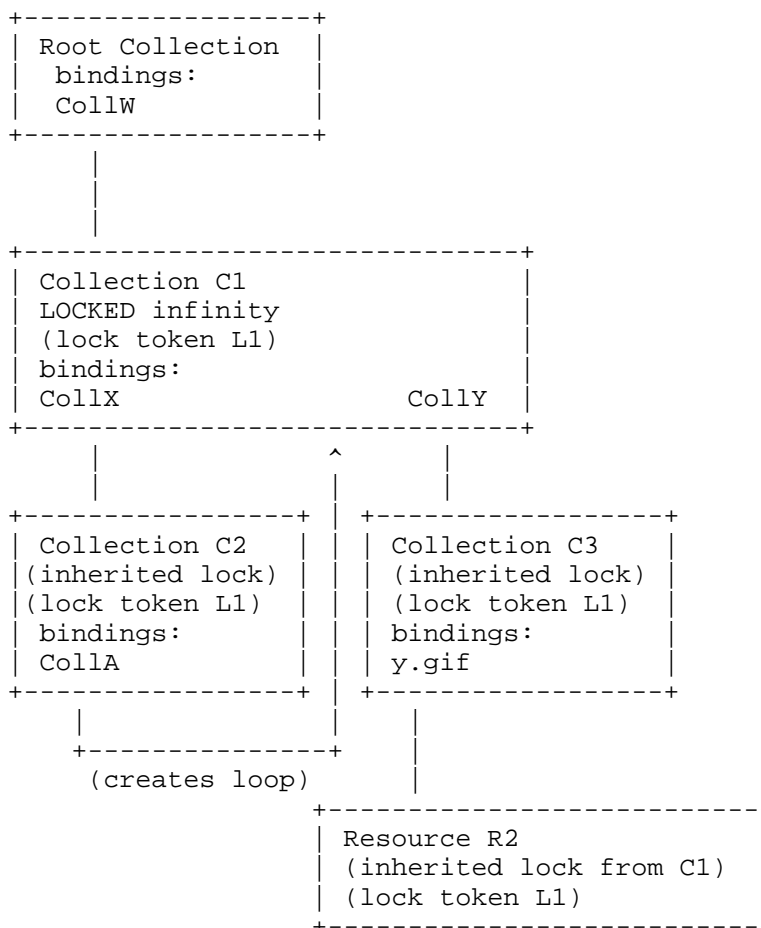 Root Collection
bindings:
CollW
Collection C1
LOCKED infinity
(lock token L1)
bindings:
CollX CollY
Collection C2
(inherited lock)
(lock token L1)
bindings:
CollA
Collection C3
(inherited lock)
(lock token L1)
bindings:
y.gif
(creates loop)
Resource R2
(inherited lock from C1)
(lock token L1)